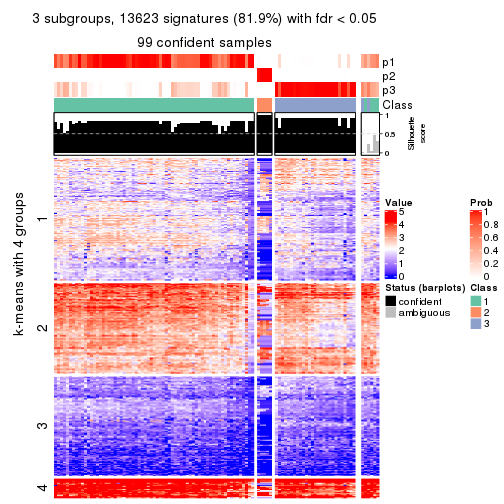 3 subgroups, 13623 signatures (81.9%) with fdr < 0.05
99 confident samples
p1
p2
p3
Class
1
0.5
0
Silhouette
score
k-means with 4 groups
1
2
3
4
Value
5
4
3
2
1
0
Prob
1
0.8
0.6
0.4
0.2
0
Status (barplots)
confident
ambiguous
Class
1
2
3